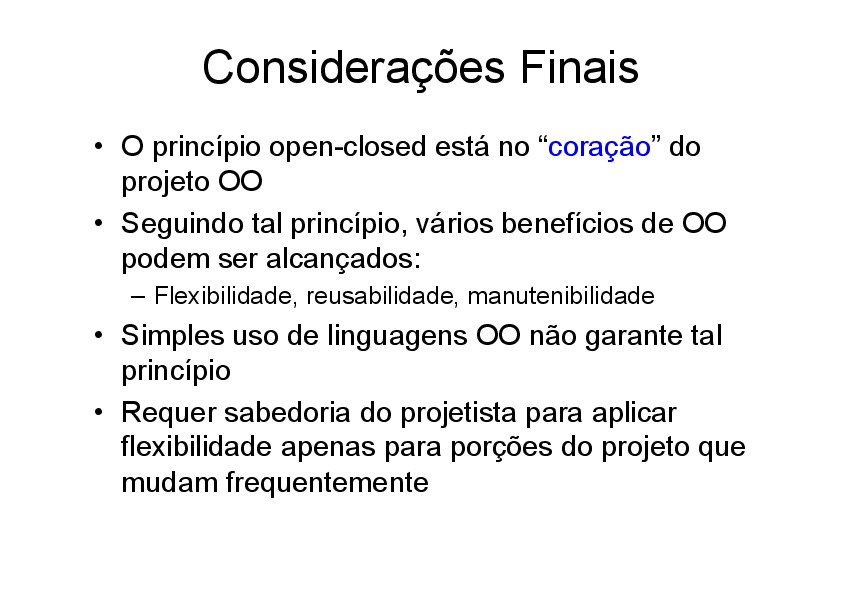 Considerações Finais
• O princípio open-closed está no “coração” do
projeto OO
• Seguindo tal princípio, vários benefícios de OO
podem ser alcançados:
– Flexibilidade, reusabilidade, manutenibilidade
• Simples uso de linguagens OO não garante tal
princípio
• Requer sabedoria do projetista para aplicar
flexibilidade apenas para porções do projeto que
mudam frequentemente